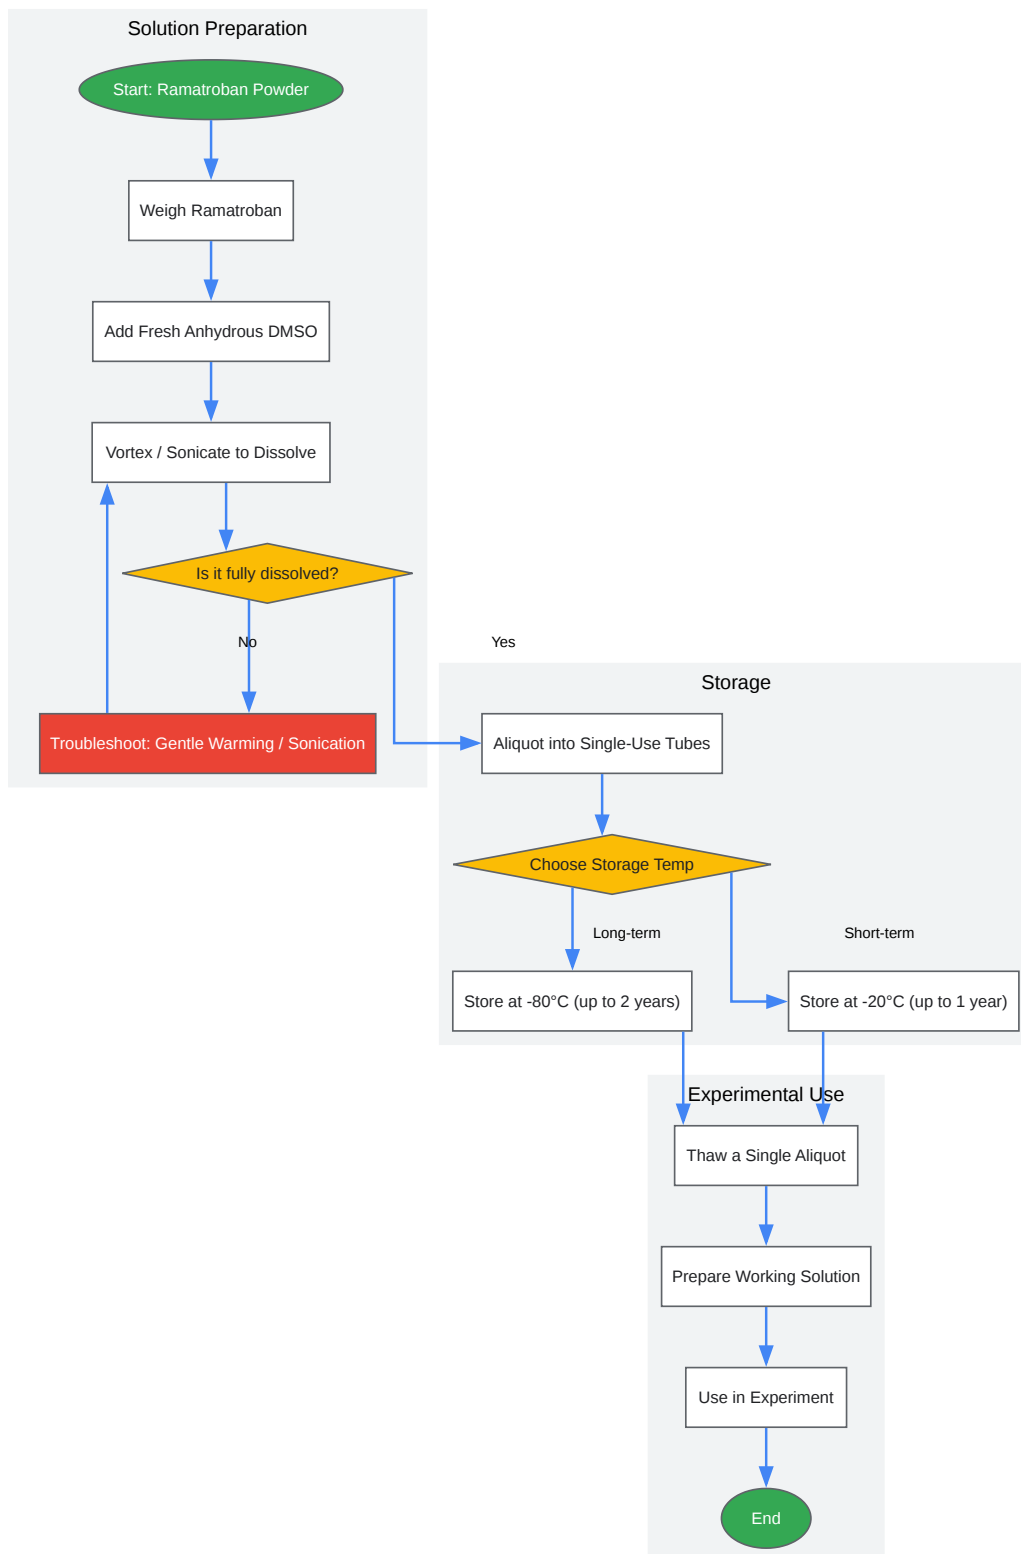 Solution Preparation
Start: Ramatroban Powder
Weigh Ramatroban
Add Fresh Anhydrous DMSO
Vortex / Sonicate to Dissolve
Is it fully dissolved?
No
Yes
Troubleshoot: Gentle Warming / Sonication
Storage
Aliquot into Single-Use Tubes
Choose Storage Temp
Long-term
Short-term
Store at -80°C (up to 2 years)
Store at -20°C (up to 1 year)
Experimental Use
Thaw a Single Aliquot
Prepare Working Solution
Use in Experiment
End